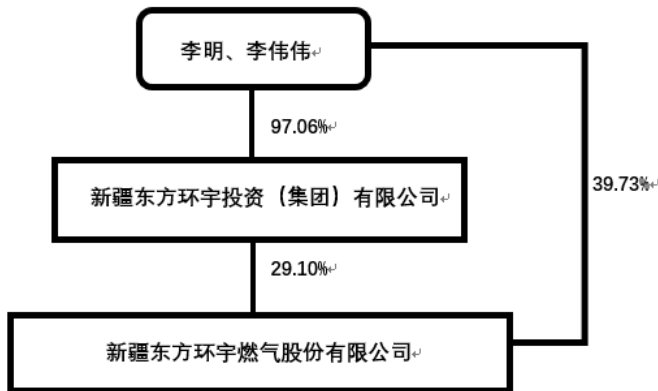 李明、李伟伟
97.06%
新疆东方环宇投资（集团）有限公司
39.73%
29.10%
新疆东方环宇燃气股份有限公司